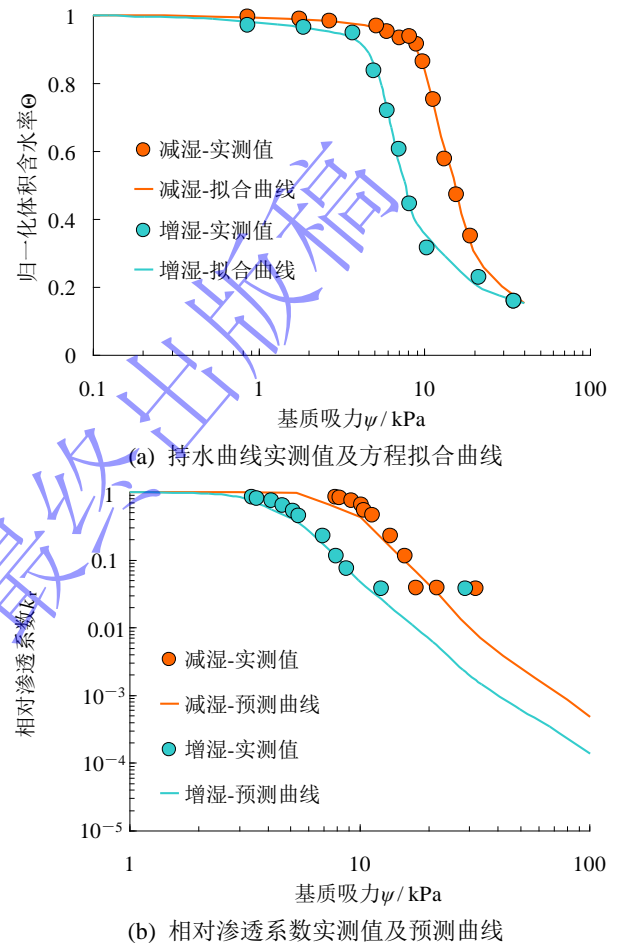 1
0.8
0.6
0.4
0.2
0
归一化体积含水率Θ
减湿-实测值
减湿-拟合曲线
增湿-实测值
增湿-拟合曲线
0.1 1 10 100
基质吸力ψ/ kPa
(a) 持水曲线实测值及方程拟合曲线
1
0.1
0.01
10⁻³
10⁻⁴
10⁻⁵
相对渗透系数kr
减湿-实测值
减湿-预测曲线
增湿-实测值
增湿-预测曲线
1 10 100
基质吸力ψ/ kPa
(b) 相对渗透系数实测值及预测曲线
最终出版稿